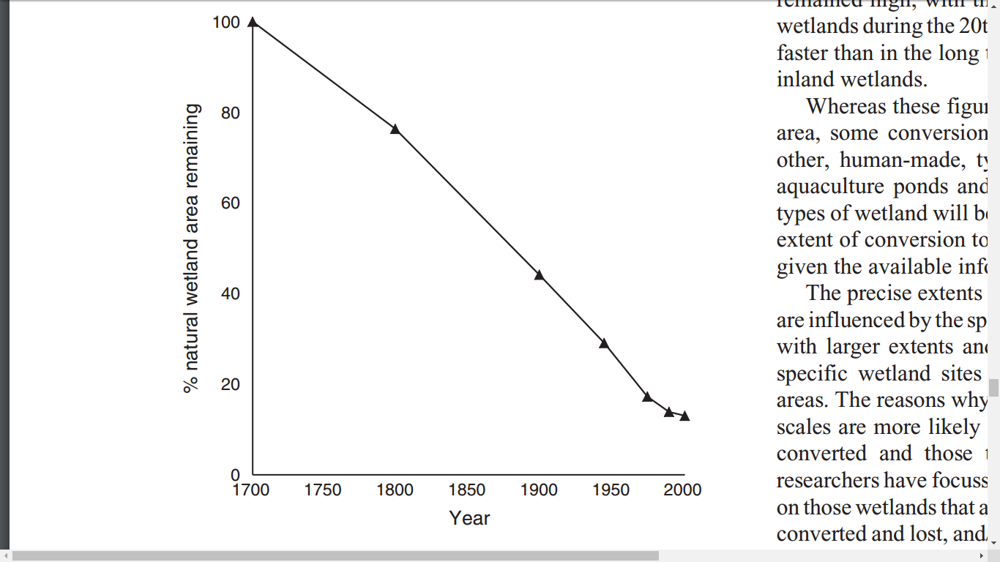 100
80
60
40
20
0
% natural wetland area remaining
1700 1750 1800 1850 1900 1950 2000
Year
remained high, with
wetlands during the 20t
faster than in the long
inland wetlands.
Whereas these figu
area, some conversion
other, human-made, ty
aquaculture ponds and
types of wetland will b
extent of conversion to
given the available inf
The precise extents
are influenced by the sp
with larger extents an
specific wetland sites
areas. The reasons why
scales are more likely
converted and those
researchers have focuss
on those wetlands that a
converted and lost, and/